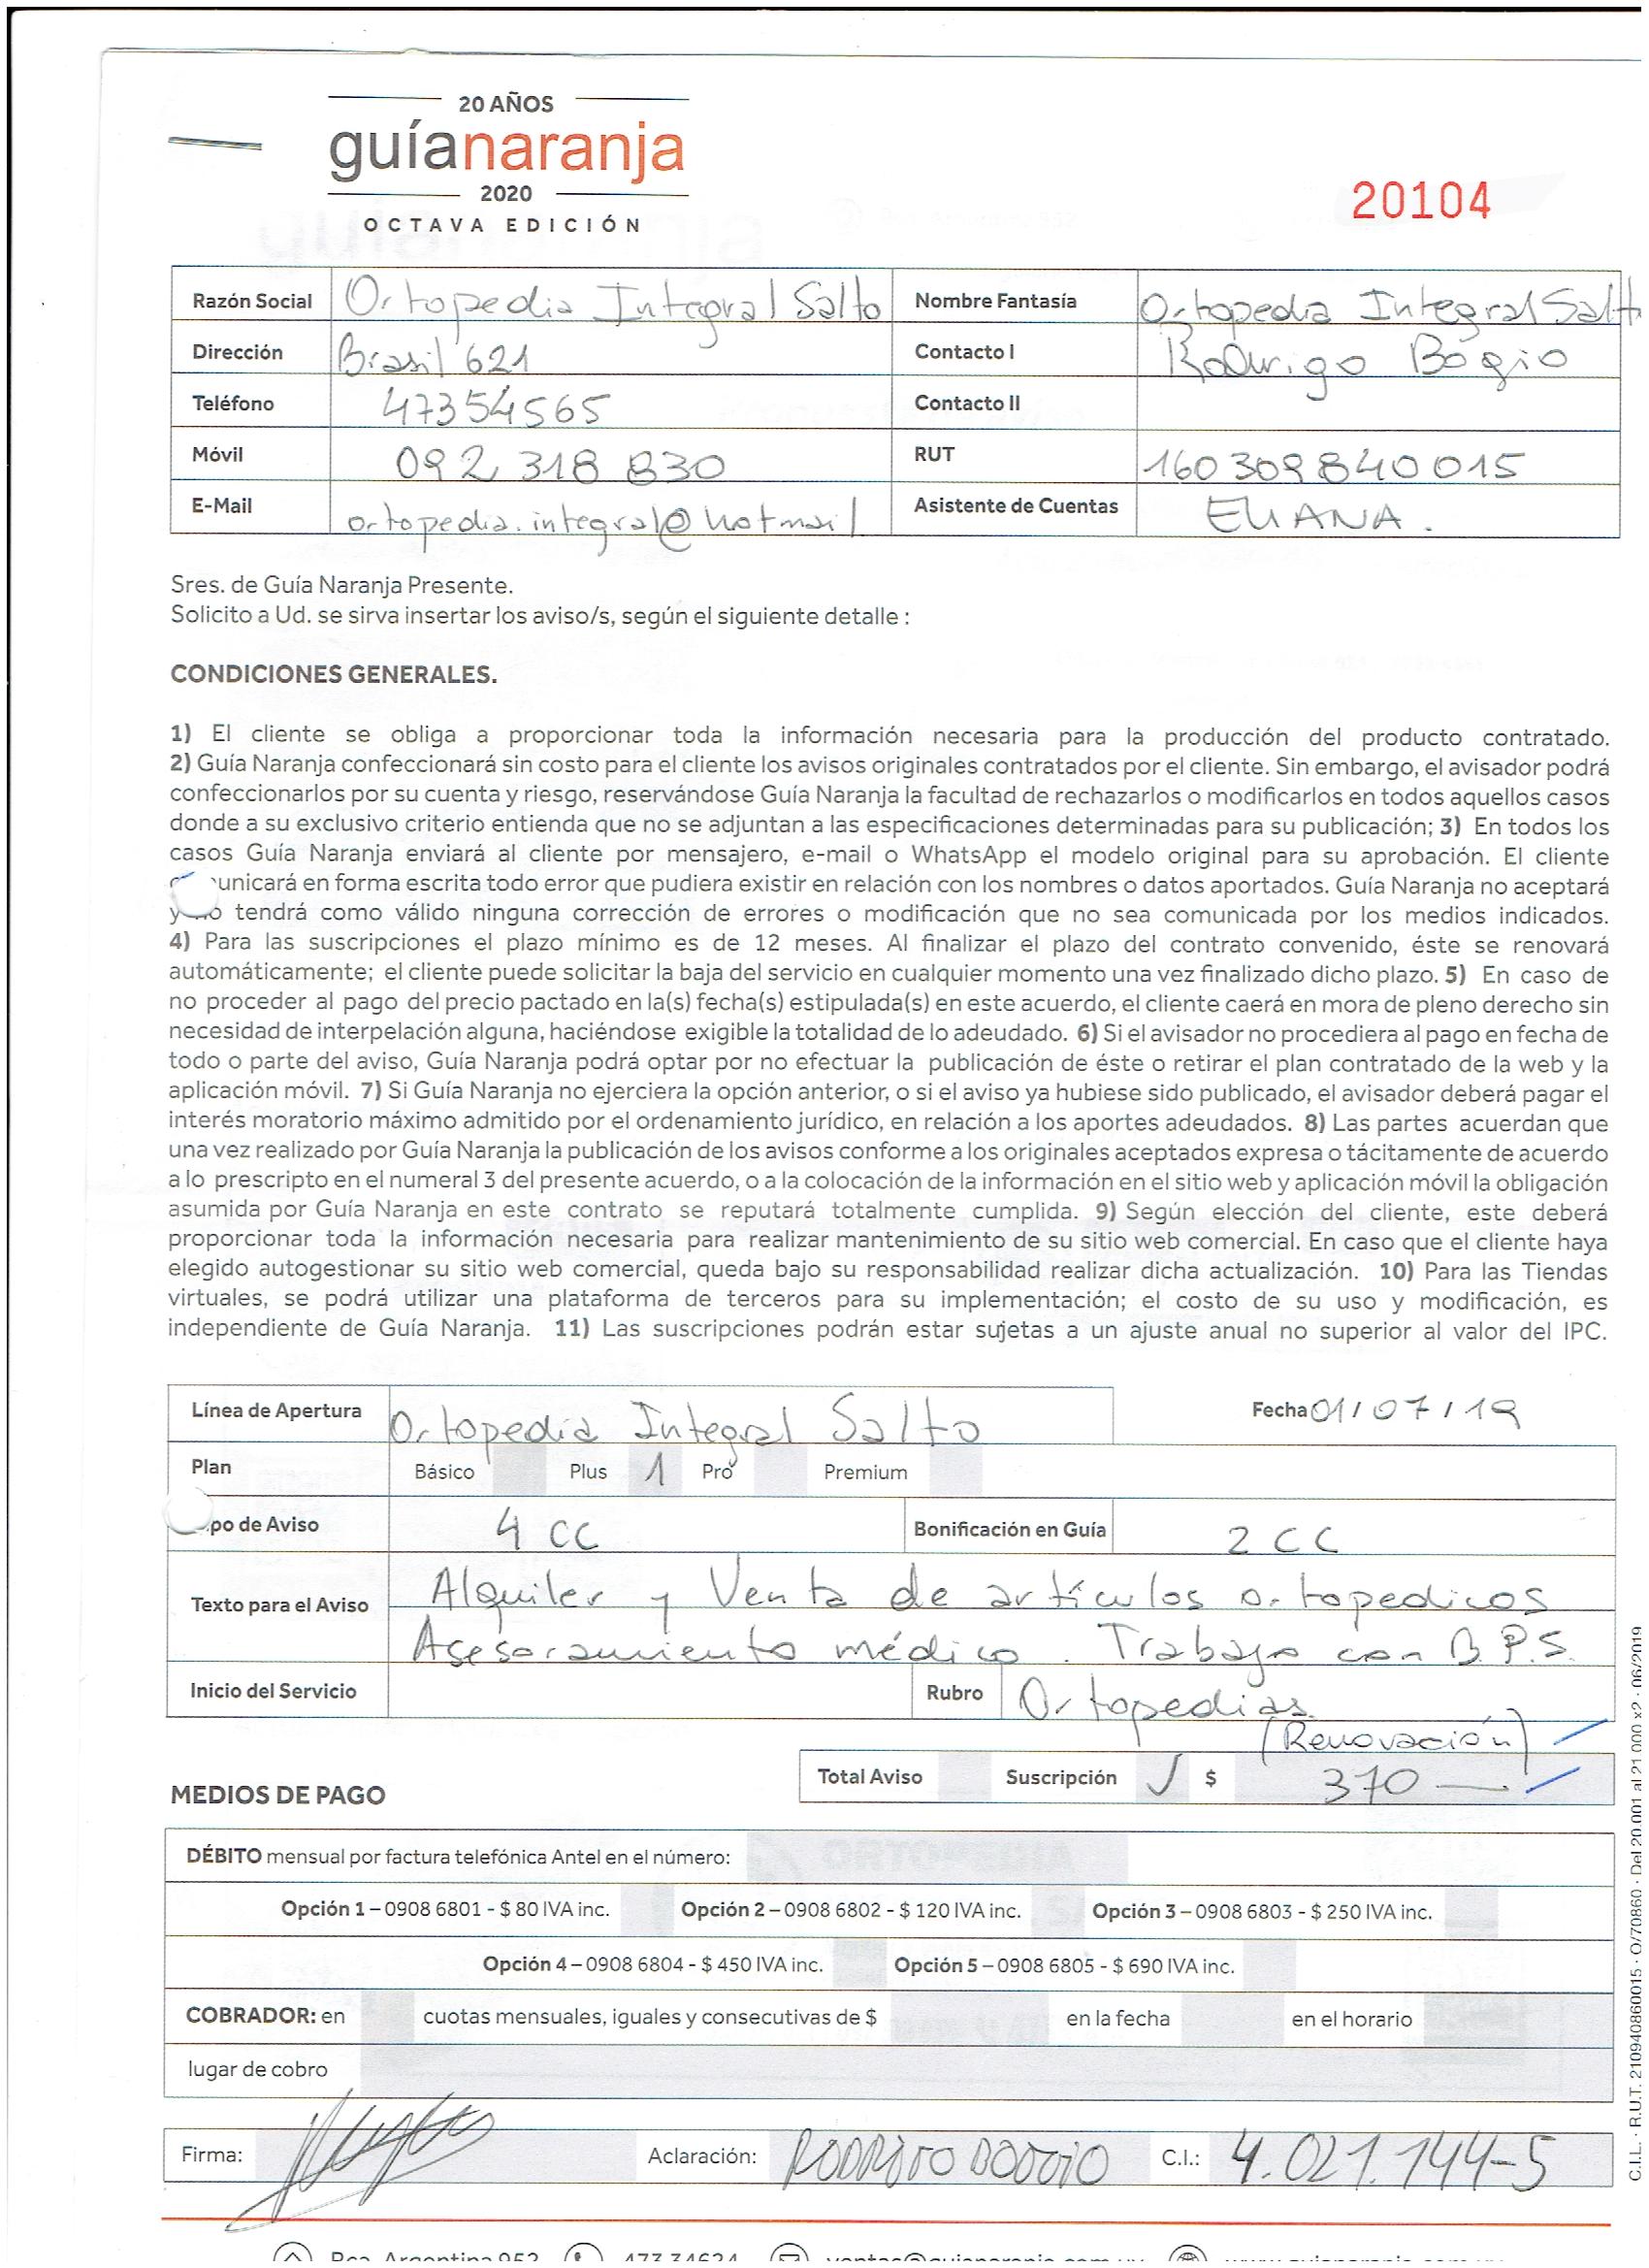 20 AÑOS
guíanaranja
2020
OCTAVA EDICIÓN
20104
Razón Social Ortopedia Integral Salto Nombre Fantasía Ortopedia Integral Salt
Dirección Brasil 621 Contacto I Rodrigo Bogio
Teléfono 47354565 Contacto II
Móvil 092 318 830 RUT 160309840015
E-Mail ortopedia.integral@hotmail Asistente de Cuentas ELIANA.
Sres. de Guía Naranja Presente.
Solicito a Ud. se sirva insertar los aviso/s, según el siguiente detalle :
CONDICIONES GENERALES.
1) El cliente se obliga a proporcionar toda la información necesaria para la producción del producto contratado.
2) Guía Naranja confeccionará sin costo para el cliente los avisos originales contratados por el cliente. Sin embargo, el avisador podrá
confeccionarlos por su cuenta y riesgo, reservándose Guía Naranja la facultad de rechazarlos o modificarlos en todos aquellos casos
donde a su exclusivo criterio entienda que no se adjuntan a las especificaciones determinadas para su publicación; 3) En todos los
casos Guía Naranja enviará al cliente por mensajero, e-mail o WhatsApp el modelo original para su aprobación. El cliente
unicará en forma escrita todo error que pudiera existir en relación con los nombres o datos aportados. Guía Naranja no aceptará
y no tendrá como válido ninguna corrección de errores o modificación que no sea comunicada por los medios indicados.
4) Para las suscripciones el plazo mínimo es de 12 meses. Al finalizar el plazo del contrato convenido, éste se renovará
automáticamente; el cliente puede solicitar la baja del servicio en cualquier momento una vez finalizado dicho plazo. 5) En caso de
no proceder al pago del precio pactado en la(s) fecha(s) estipulada(s) en este acuerdo, el cliente caerá en mora de pleno derecho sin
necesidad de interpelación alguna, haciéndose exigible la totalidad de lo adeudado. 6) Si el avisador no procediera al pago en fecha de
todo o parte del aviso, Guía Naranja podrá optar por no efectuar la publicación de éste o retirar el plan contratado de la web y la
aplicación móvil. 7) Si Guía Naranja no ejerciera la opción anterior, o si el aviso ya hubiese sido publicado, el avisador deberá pagar el
interés moratorio máximo admitido por el ordenamiento jurídico, en relación a los aportes adeudados. 8) Las partes acuerdan que
una vez realizado por Guía Naranja la publicación de los avisos conforme a los originales aceptados expresa o tácitamente de acuerdo
a lo prescripto en el numeral 3 del presente acuerdo, o a la colocación de la información en el sitio web y aplicación móvil la obligación
asumida por Guía Naranja en este contrato se reputará totalmente cumplida. 9) Según elección del cliente, este deberá
proporcionar toda la información necesaria para realizar mantenimiento de su sitio web comercial. En caso que el cliente haya
elegido autogestionar su sitio web comercial, queda bajo su responsabilidad realizar dicha actualización. 10) Para las Tiendas
virtuales, se podrá utilizar una plataforma de terceros para su implementación; el costo de su uso y modificación, es
independiente de Guía Naranja. 11) Las suscripciones podrán estar sujetas a un ajuste anual no superior al valor del IPC.
Línea de Apertura Ortopedia Integral Salto Fecha 01/07/19
Plan Básico Plus 1 Pro Premium
po de Aviso 4 CC Bonificación en Guía 2 CC
Texto para el Aviso Alquiler y Venta de artículos ortopedicos
Asesoramiento médico. Trabajo con B.P.S.
Inicio del Servicio Rubro Ortopedias
(Renovación)
Total Aviso Suscripción ✓ $ 370 —
MEDIOS DE PAGO
DÉBITO mensual por factura telefónica Antel en el número:
Opción 1 – 0908 6801 - $ 80 IVA inc. Opción 2 – 0908 6802 - $ 120 IVA inc. Opción 3 – 0908 6803 - $ 250 IVA inc.
Opción 4 – 0908 6804 - $ 450 IVA inc. Opción 5 – 0908 6805 - $ 690 IVA inc.
COBRADOR: en cuotas mensuales, iguales y consecutivas de $ en la fecha en el horario
lugar de cobro
Firma: Aclaración: RODRIGO BOGGIO C.I.: 4.021.144-5
C.I.L. · R.U.T. 210940860015 · O/70860 · Del 20.001 al 21.000 x2 · 06/2019
Rca. Argentina 952 473 34624 ventas@guianaranja.com.uy